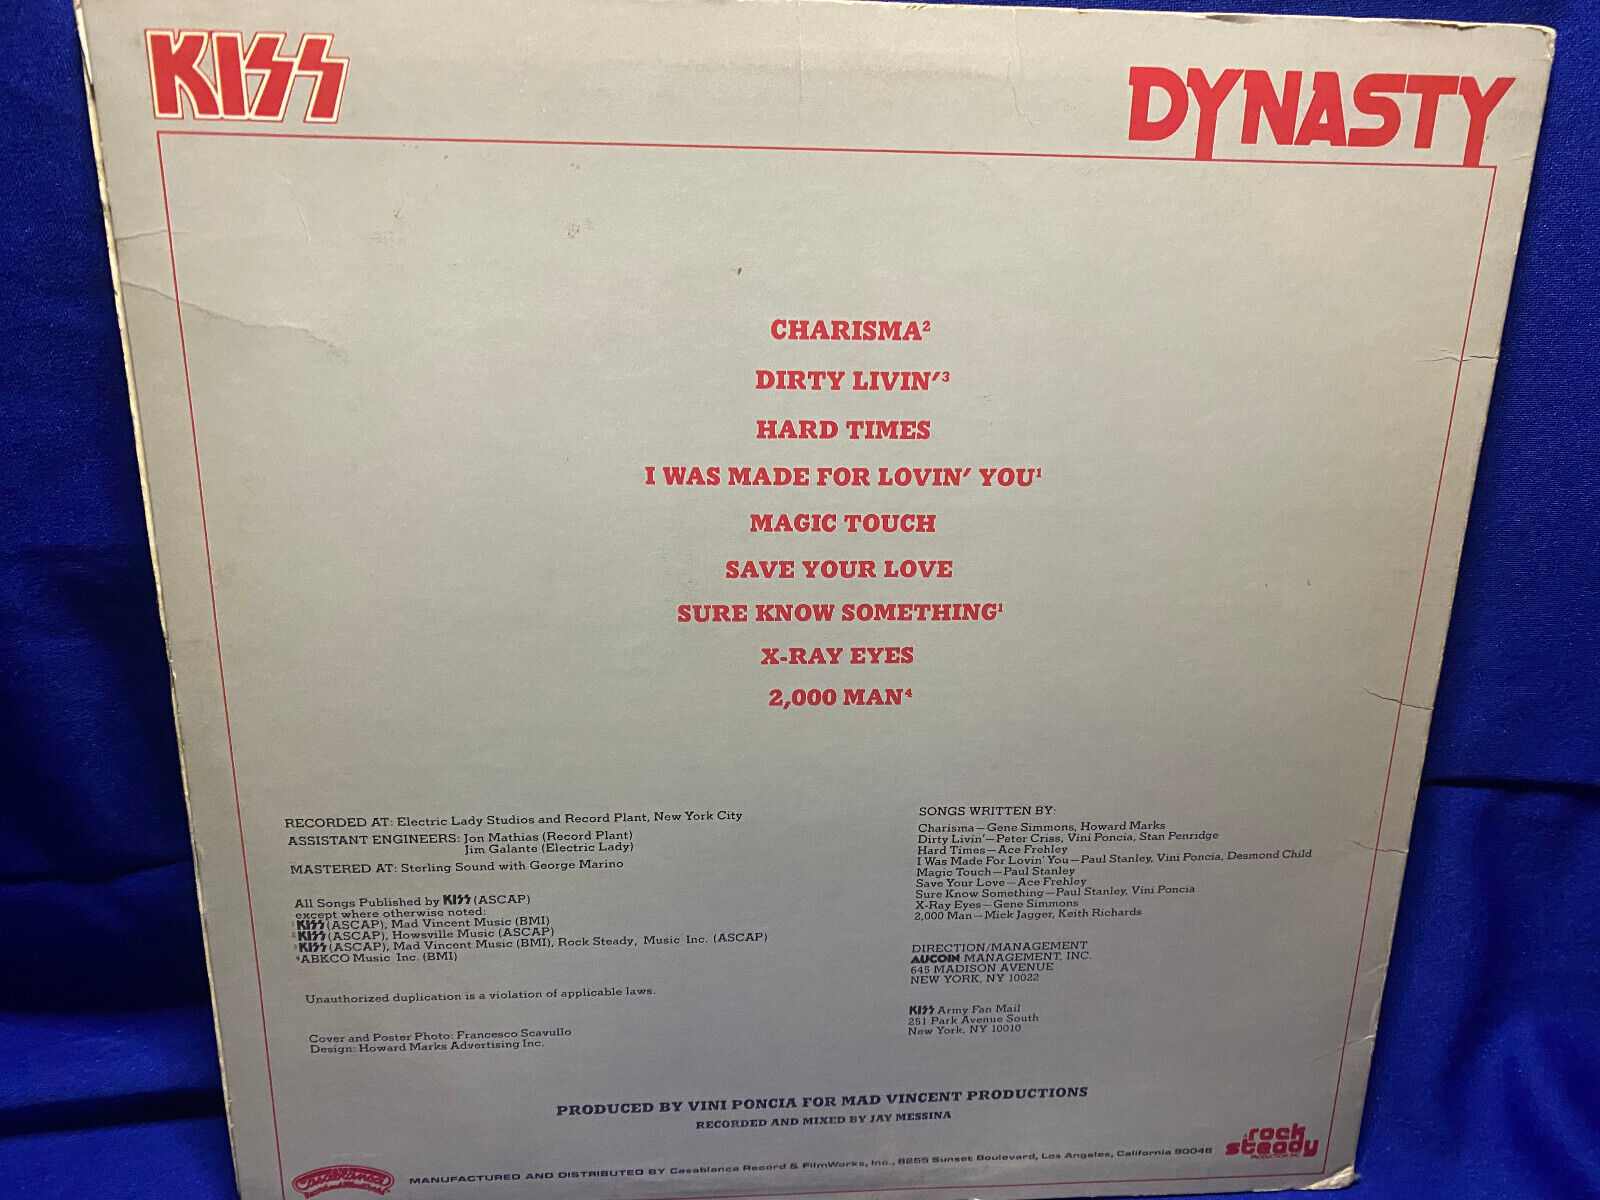 KISS
DYNASTY
CHARISMA²
DIRTY LIVIN'³
HARD TIMES
I WAS MADE FOR LOVIN' YOU¹
MAGIC TOUCH
SAVE YOUR LOVE
SURE KNOW SOMETHING¹
X-RAY EYES
2,000 MAN⁴
RECORDED AT: Electric Lady Studios and Record Plant, New York City
ASSISTANT ENGINEERS: Jon Mathias (Record Plant)
Jim Galante (Electric Lady)
MASTERED AT: Sterling Sound with George Marino
All Songs Published by KISS (ASCAP)
except where otherwise noted:
¹KISS (ASCAP), Mad Vincent Music (BMI)
²KISS (ASCAP), Howsville Music (ASCAP)
³KISS (ASCAP), Mad Vincent Music (BMI), Rock Steady, Music Inc. (ASCAP)
⁴ABKCO Music Inc. (BMI)
Unauthorized duplication is a violation of applicable laws.
Cover and Poster Photo: Francesco Scavullo
Design: Howard Marks Advertising Inc.
SONGS WRITTEN BY:
Charisma—Gene Simmons, Howard Marks
Dirty Livin'—Peter Criss, Vini Poncia, Stan Penridge
Hard Times—Ace Frehley
I Was Made For Lovin' You—Paul Stanley, Vini Poncia, Desmond Child
Magic Touch—Paul Stanley
Save Your Love—Ace Frehley
Sure Know Something—Paul Stanley, Vini Poncia
X-Ray Eyes—Gene Simmons
2,000 Man—Mick Jagger, Keith Richards
DIRECTION/MANAGEMENT
AUCOIN MANAGEMENT, INC.
645 MADISON AVENUE
NEW YORK, NY 10022
KISS Army Fan Mail
251 Park Avenue South
New York, NY 10010
PRODUCED BY VINI PONCIA FOR MAD VINCENT PRODUCTIONS
RECORDED AND MIXED BY JAY MESSINA
Casablanca
MANUFACTURED AND DISTRIBUTED BY Casablanca Record & FilmWorks, Inc., 8255 Sunset Boulevard, Los Angeles, California 90046
rock
steady
PRODUCTION, INC.